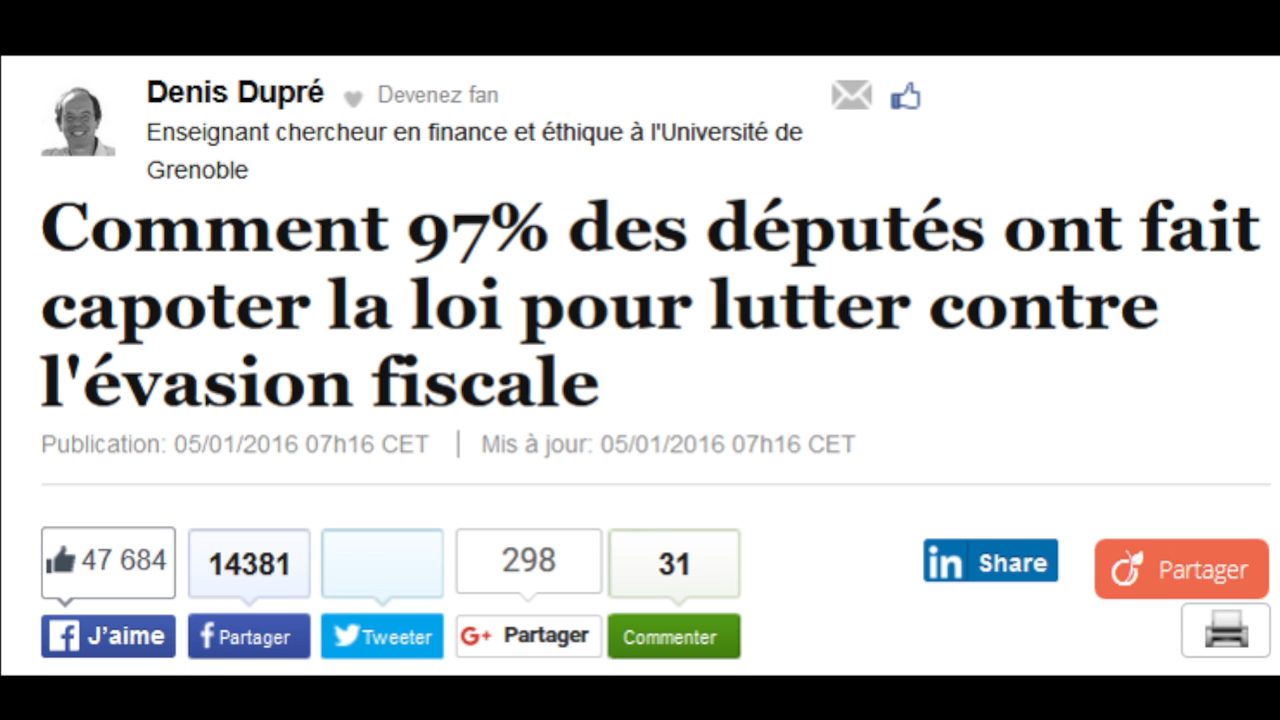 Denis Dupré Devenez fan
Enseignant chercheur en finance et éthique à l'Université de
Grenoble
Comment 97% des députés ont fait
capoter la loi pour lutter contre
l'évasion fiscale
Publication: 05/01/2016 07h16 CET | Mis à jour: 05/01/2016 07h16 CET
47 684 14381 298 31
in Share Partager
J'aime f Partager Tweeter G+ Partager Commenter